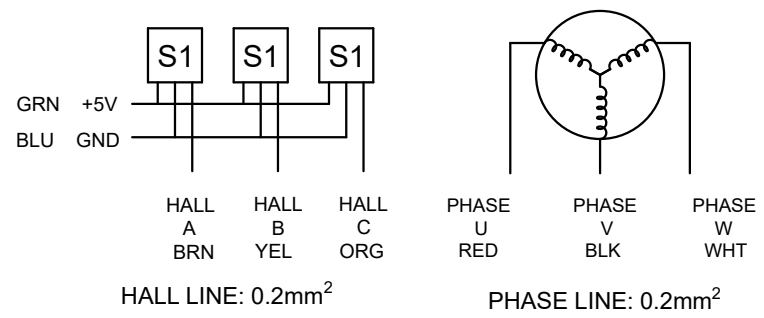 S1 S1 S1
GRN +5V
BLU GND
HALL HALL HALL PHASE PHASE PHASE
A B C U V W
BRN YEL ORG RED BLK WHT
HALL LINE: 0.2mm² PHASE LINE: 0.2mm²